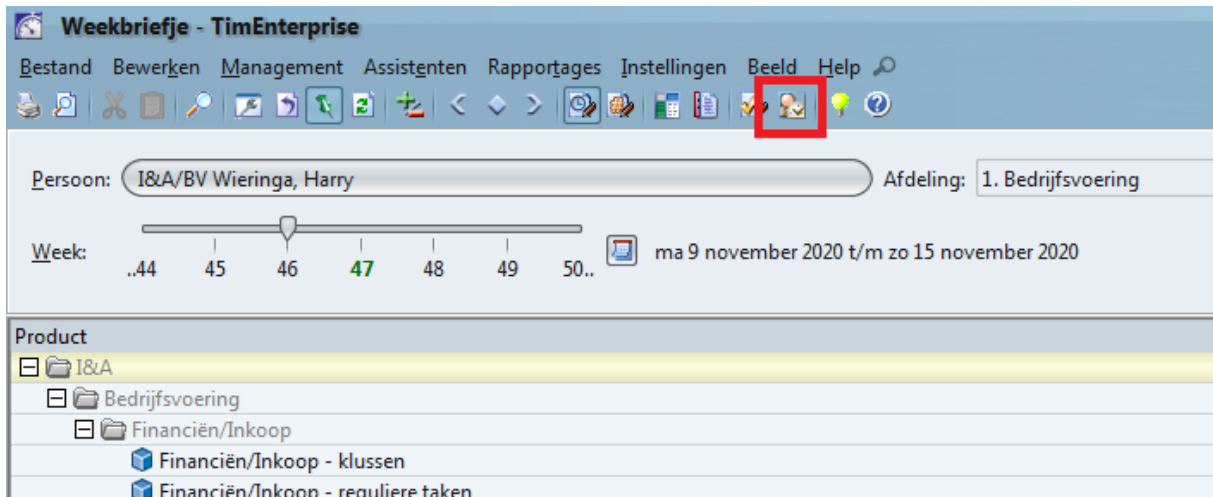 Weekbriefje - TimEnterprise
Bestand Bewerken Management Assistenten Rapportages Instellingen Beeld Help
Persoon: I&A/BV Wieringa, Harry Afdeling: 1. Bedrijfsvoering
Week: ..44 45 46 47 48 49 50.. ma 9 november 2020 t/m zo 15 november 2020
Product
I&A
Bedrijfsvoering
Financiën/Inkoop
Financiën/Inkoop - klussen
Financiën/Inkoop - reguliere taken